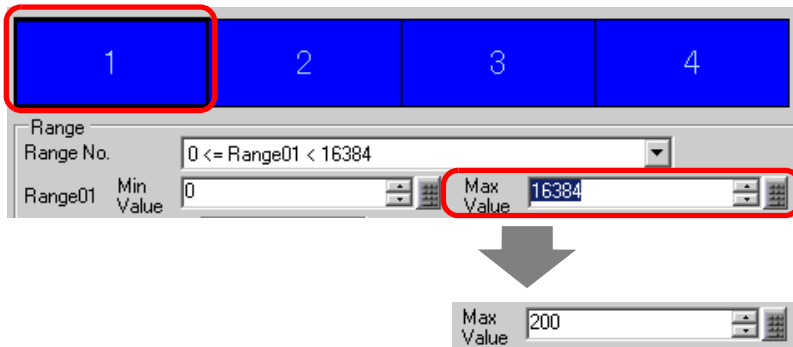 1 2 3 4
Range
Range No. 0 <= Range01 < 16384
Range01 Min Value 0 Max Value 16384
Max Value 200